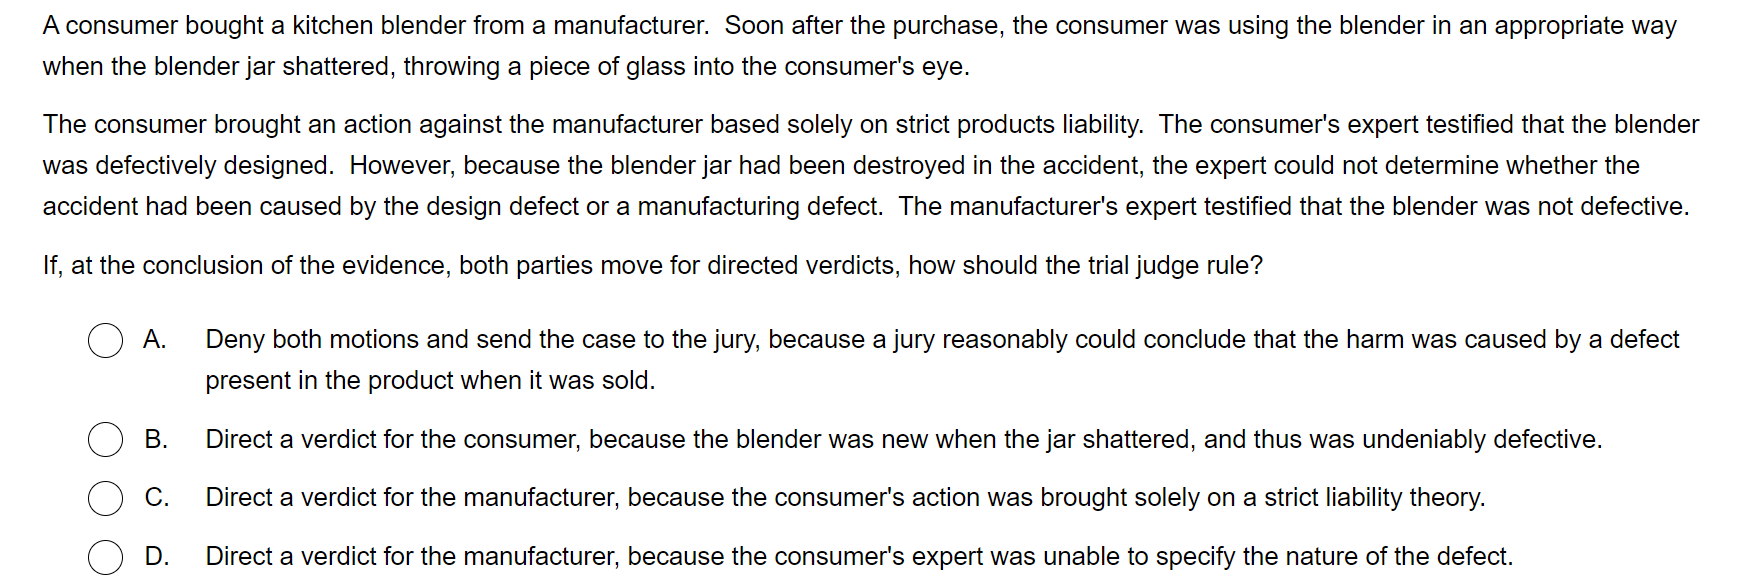 A consumer bought a kitchen blender from a manufacturer.  Soon after the purchase, the consumer was using the blender in an appropriate way
when the blender jar shattered, throwing a piece of glass into the consumer's eye.
The consumer brought an action against the manufacturer based solely on strict products liability.  The consumer's expert testified that the blender
was defectively designed.  However, because the blender jar had been destroyed in the accident, the expert could not determine whether the
accident had been caused by the design defect or a manufacturing defect.  The manufacturer's expert testified that the blender was not defective.
If, at the conclusion of the evidence, both parties move for directed verdicts, how should the trial judge rule?
A. Deny both motions and send the case to the jury, because a jury reasonably could conclude that the harm was caused by a defect
present in the product when it was sold.
B. Direct a verdict for the consumer, because the blender was new when the jar shattered, and thus was undeniably defective.
C. Direct a verdict for the manufacturer, because the consumer's action was brought solely on a strict liability theory.
D. Direct a verdict for the manufacturer, because the consumer's expert was unable to specify the nature of the defect.